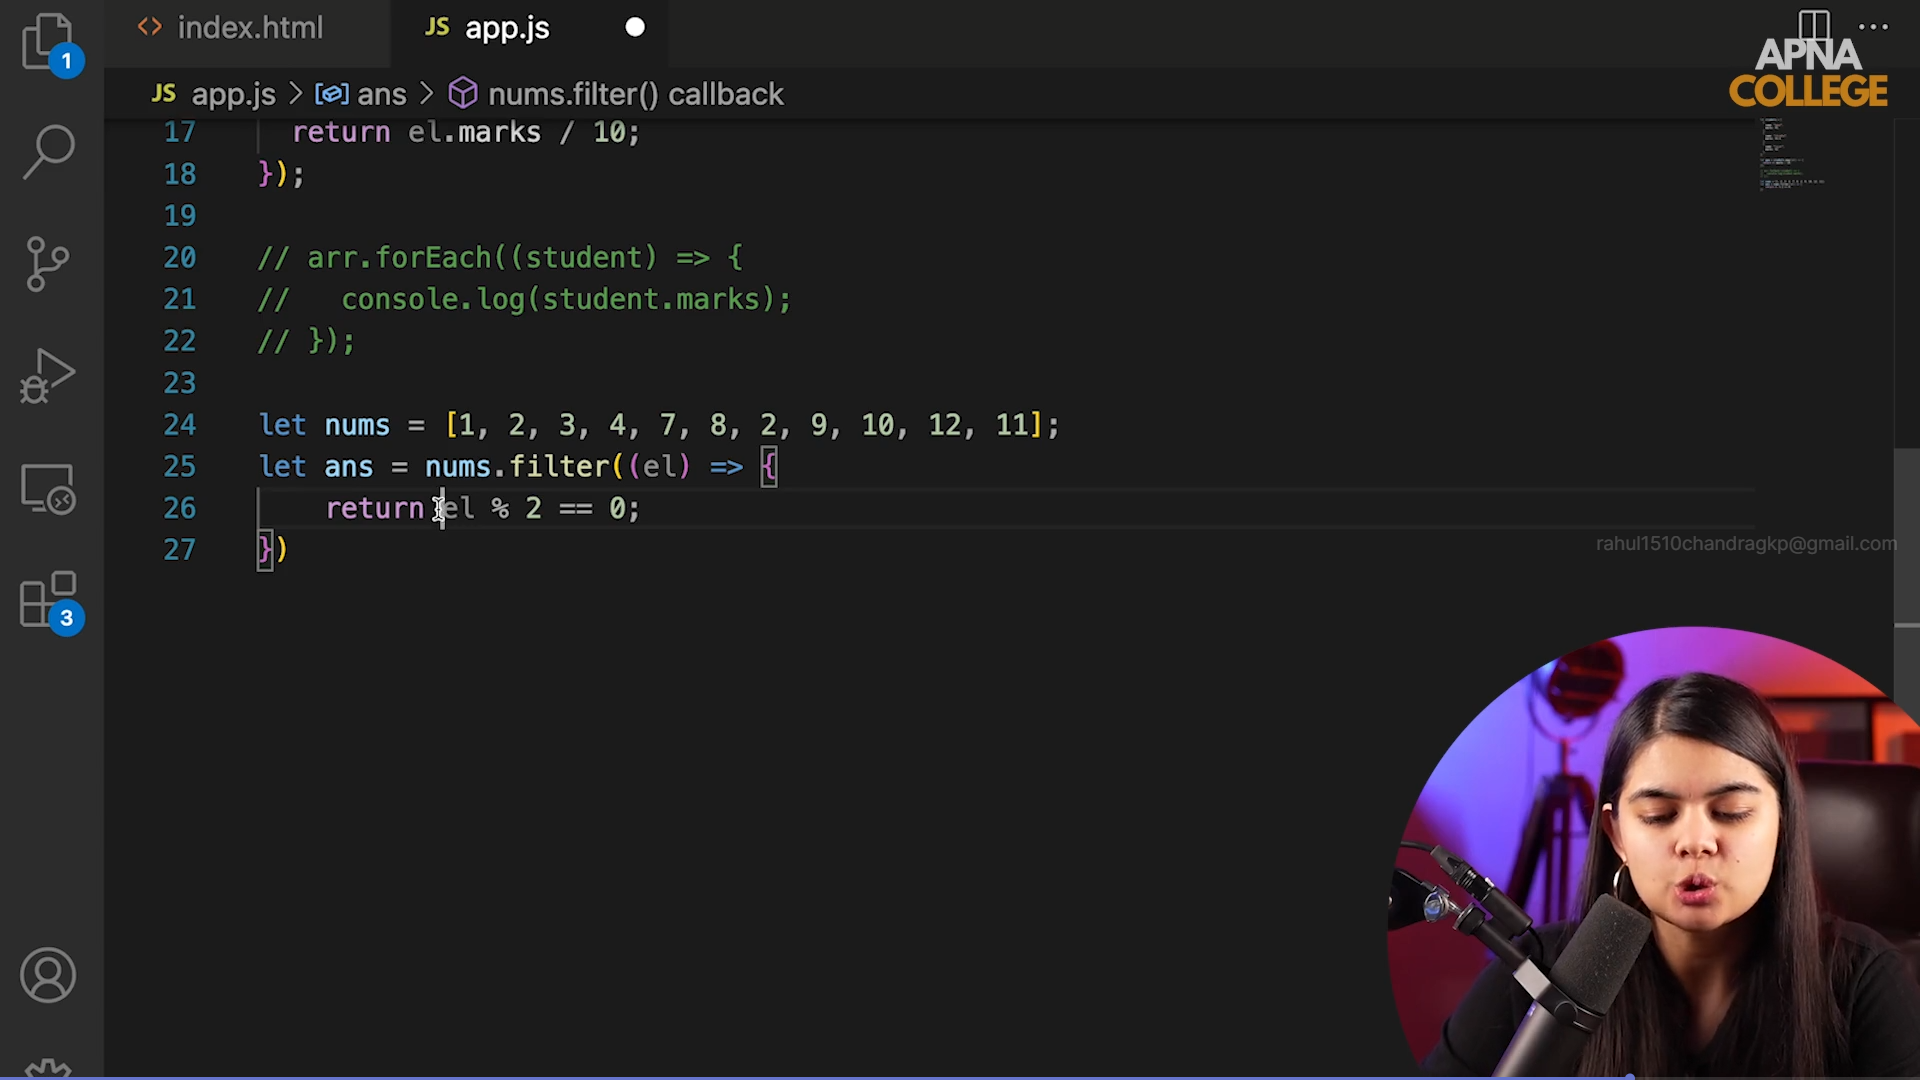 index.html
JS app.js
APNA
COLLEGE
1
JS app.js > ans > nums.filter() callback
17 return el.marks / 10;
18 });
19
20 // arr.forEach((student) => {
21 //   console.log(student.marks);
22 // });
23
24 let nums = [1, 2, 3, 4, 7, 8, 2, 9, 10, 12, 11];
25 let ans = nums.filter((el) => {
26     return el % 2 == 0;
27 })
rahul1510chandragkp@gmail.com
3